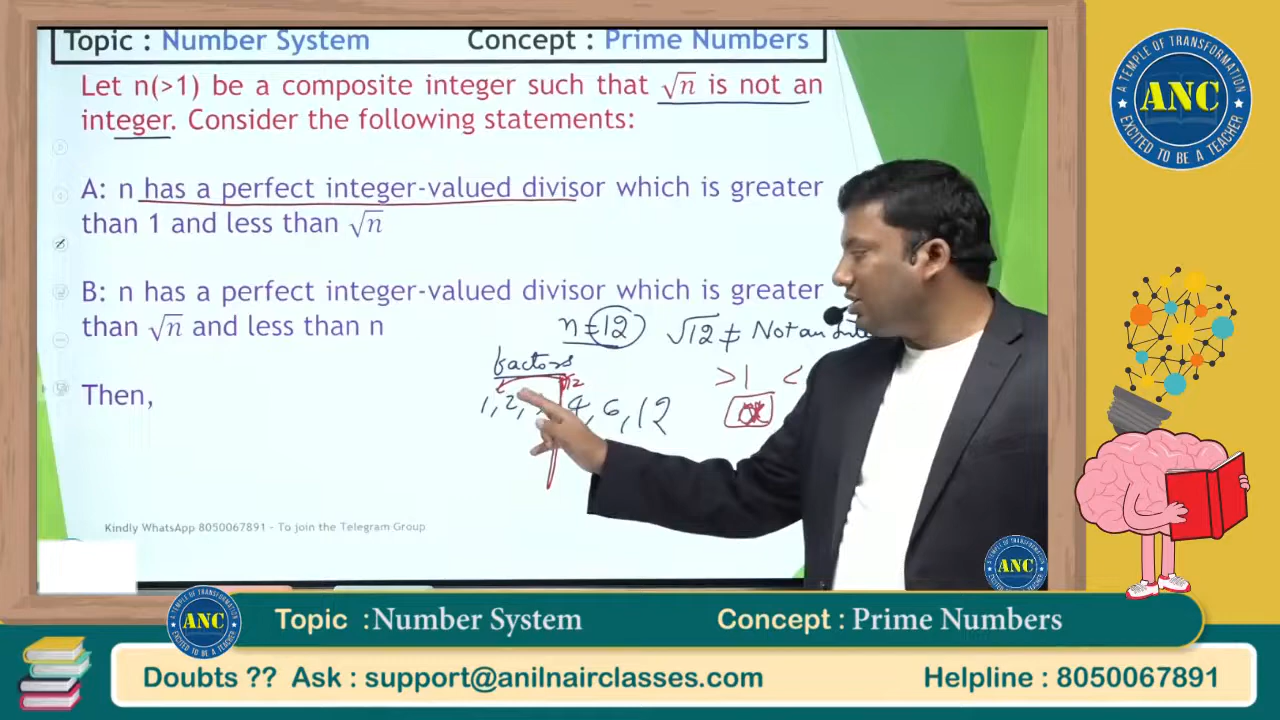 Topic : Number System Concept : Prime Numbers
Let n(>1) be a composite integer such that √n is not an
integer. Consider the following statements:
A TEMPLE OF TRANSFORMATION
ANC
EXCITED TO BE A TEACHER
A: n has a perfect integer-valued divisor which is greater
than 1 and less than √n
B: n has a perfect integer-valued divisor which is greater
than √n and less than n
n = 12 √12 ≠ Not an
factors
>1 <
1, 2, 4, 6, 12
Then,
Kindly WhatsApp 8050067891 - To join the Telegram Group
ANC
ANC
Topic : Number System Concept : Prime Numbers
Doubts ?? Ask : support@anilnairclasses.com Helpline : 8050067891